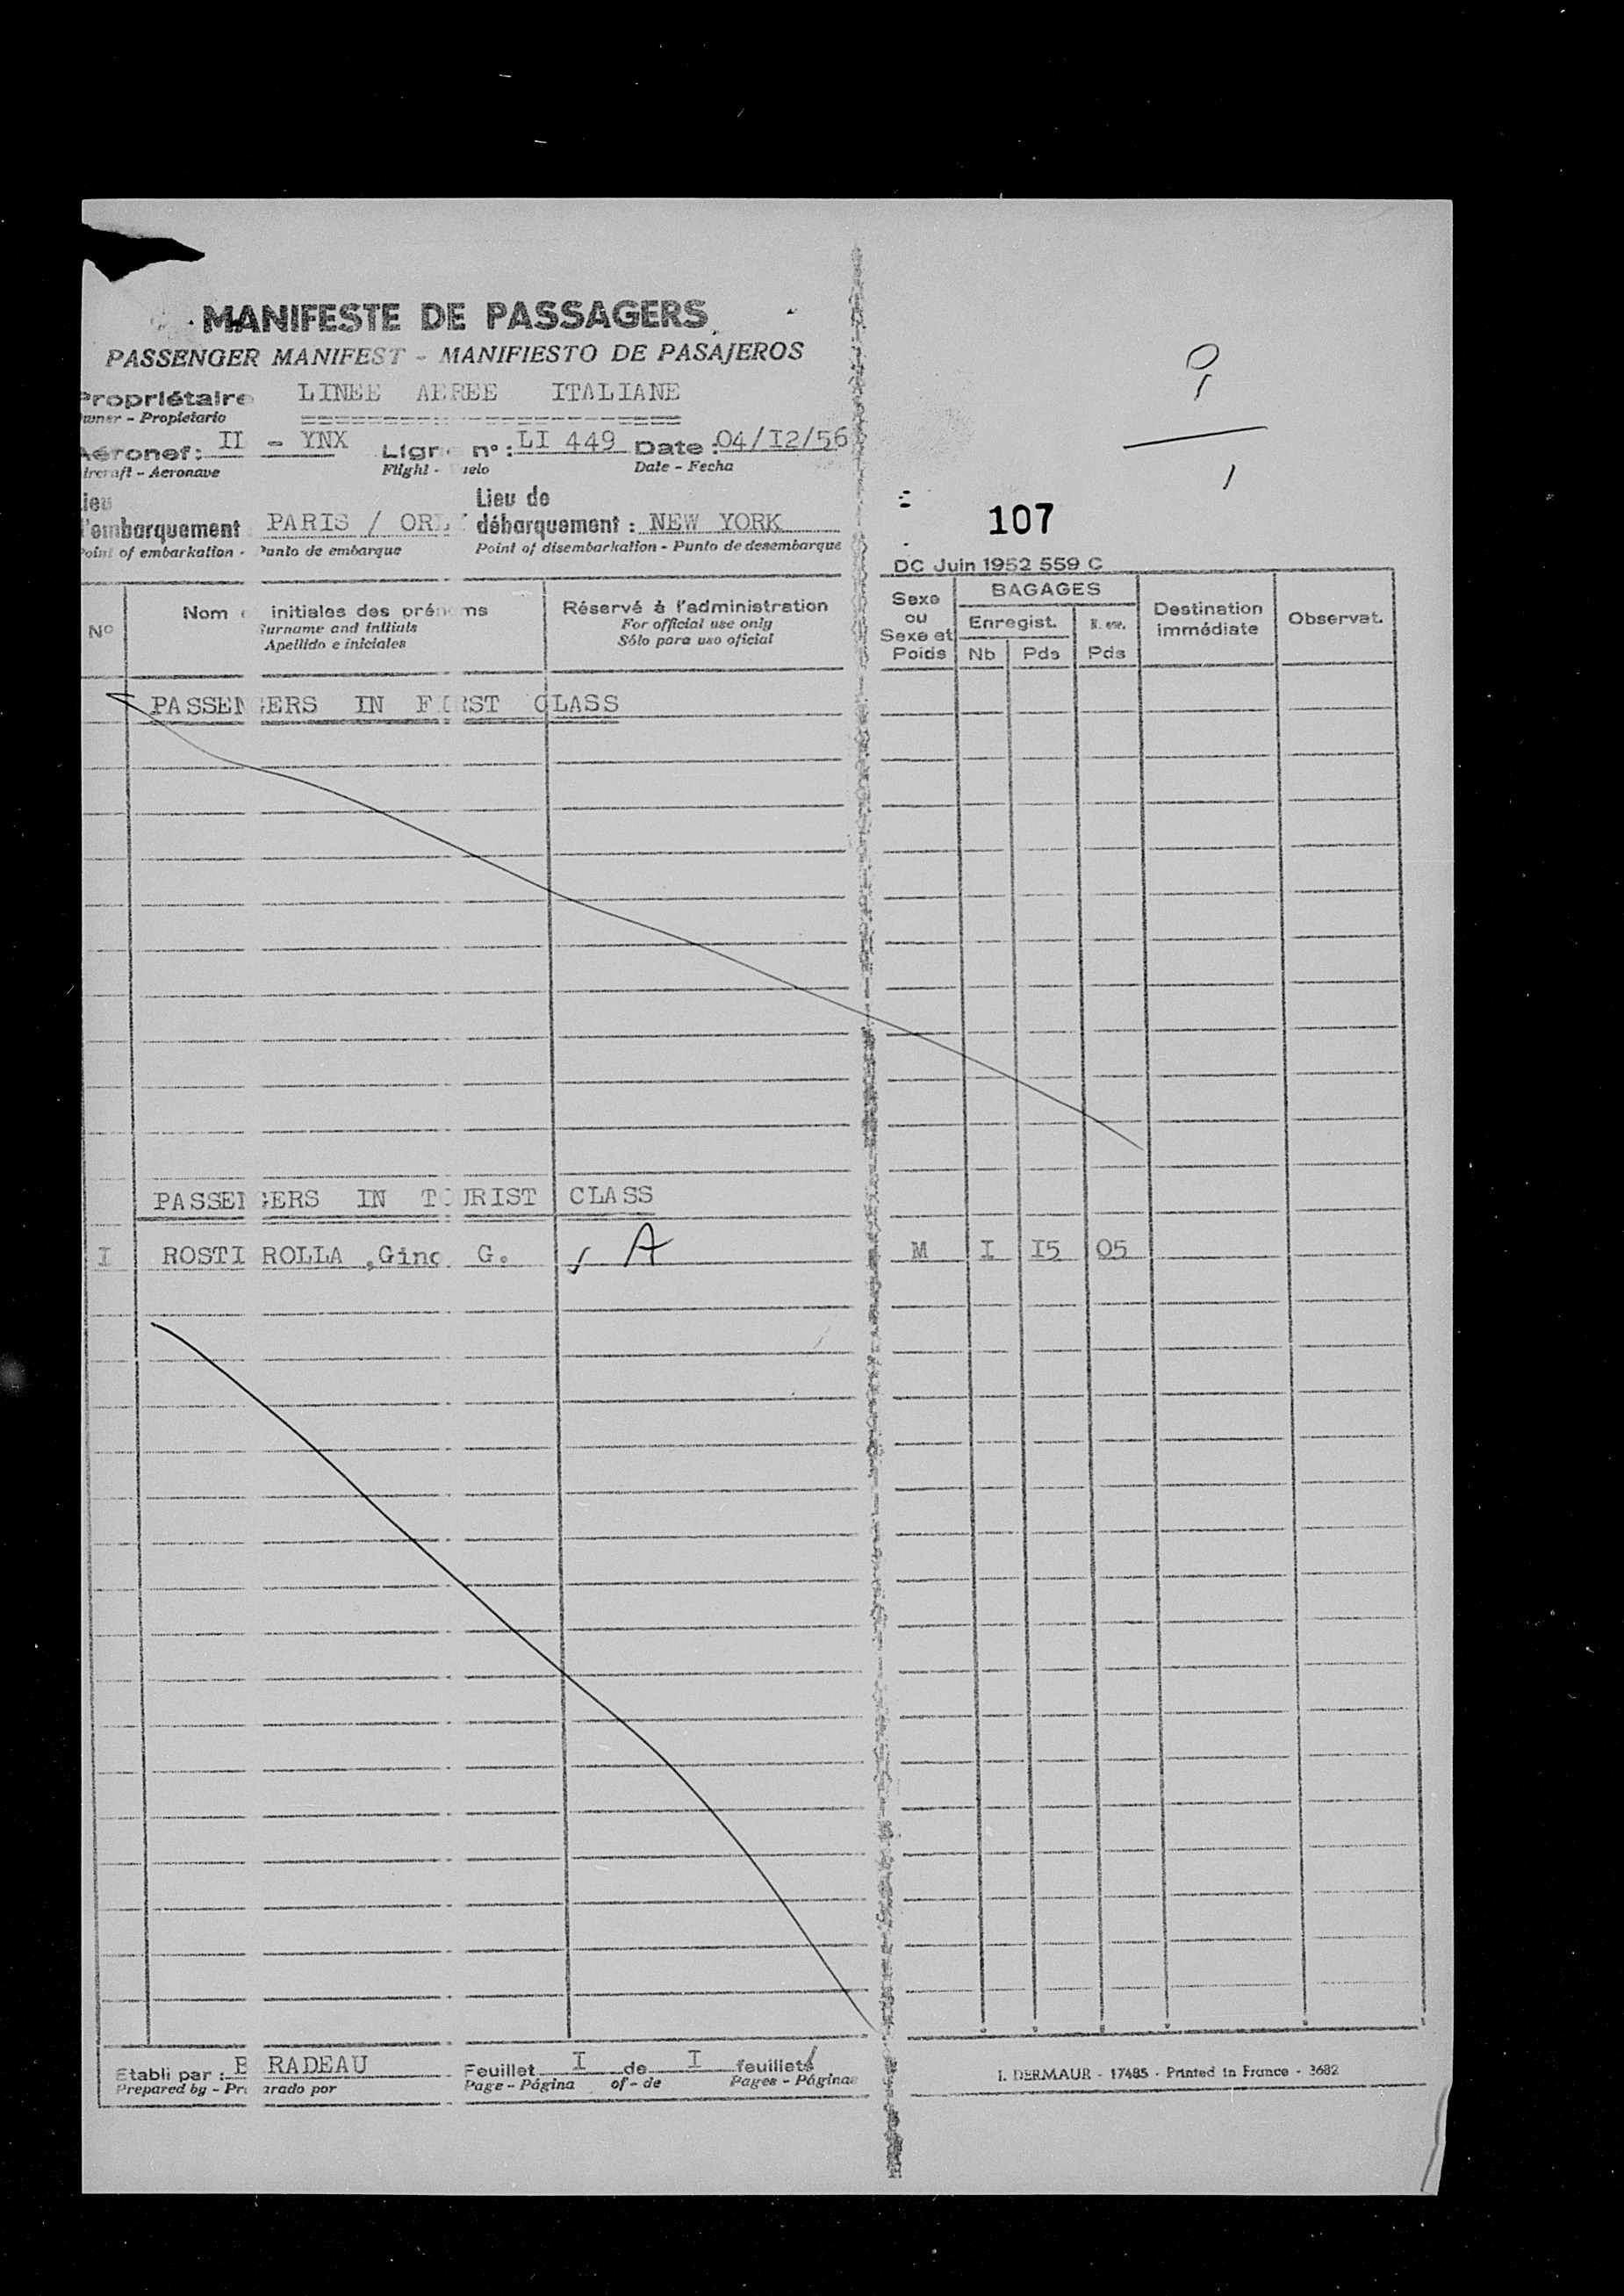 MANIFESTE DE PASSAGERS
PASSENGER MANIFEST - MANIFIESTO DE PASAJEROS
Propriétaire LINEE AEREE ITALIANE
Owner - Propietario
Aéronef: II - YNX Ligne n°: LI 449 Date: 04/I2/56
Aircraft - Aeronave Flight - Vuelo Date - Fecha
Lieu Lieu de
d'embarquement PARIS / ORLY débarquement: NEW YORK
Point of embarkation - Punto de embarque Point of disembarkation - Punto de desembarque
107
DC Juin 1952 559 C
N° Nom et initiales des prénoms Réservé à l'administration Sexe ou Sexe et Poids BAGAGES Destination immédiate Observat.
Surname and initials For official use only Enregist.
Apellido e iniciales Sólo para uso oficial Nb Pds Pds
PASSENGERS IN FIRST CLASS
PASSENGERS IN TOURIST CLASS
I ROSTIROLLA ,Gino G. A M I I5 05
Etabli par: RADEAU Feuillet I de I feuillets
Prepared by - Preparado por Page - Página of - de Pages - Páginas
I. DERMAUR - 17485 - Printed in France - 3682